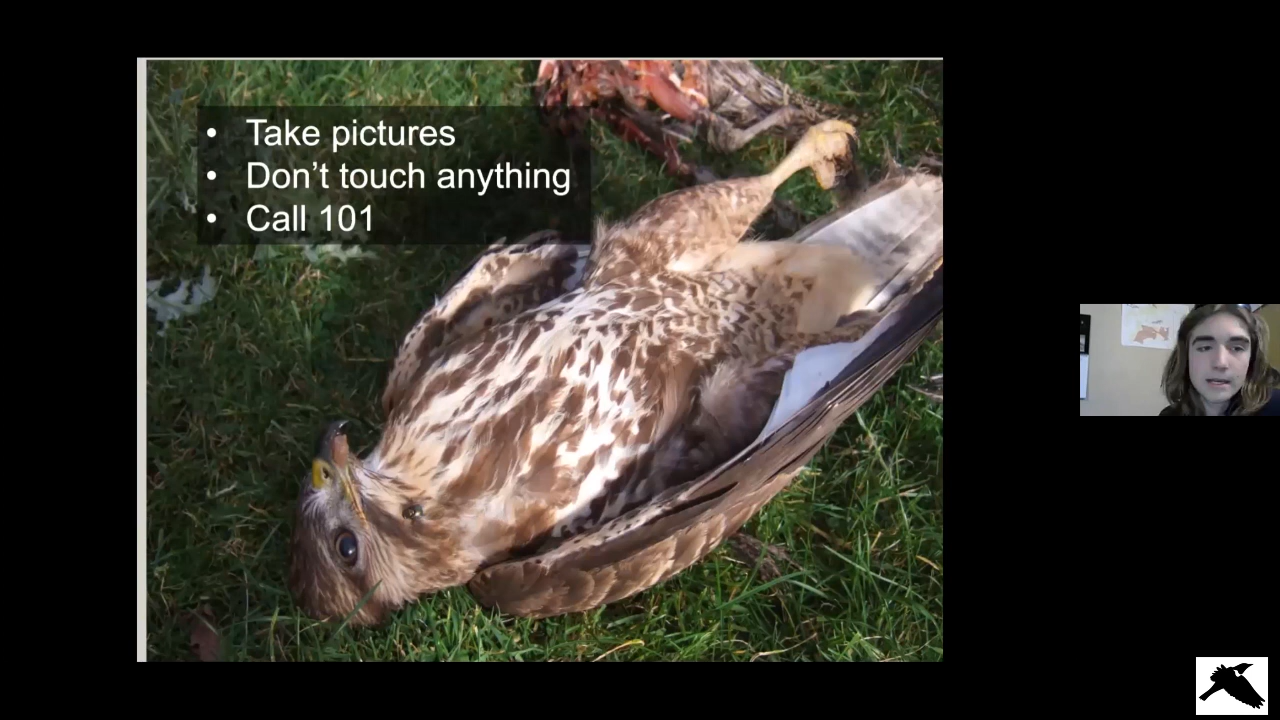 • Take pictures
• Don’t touch anything
• Call 101